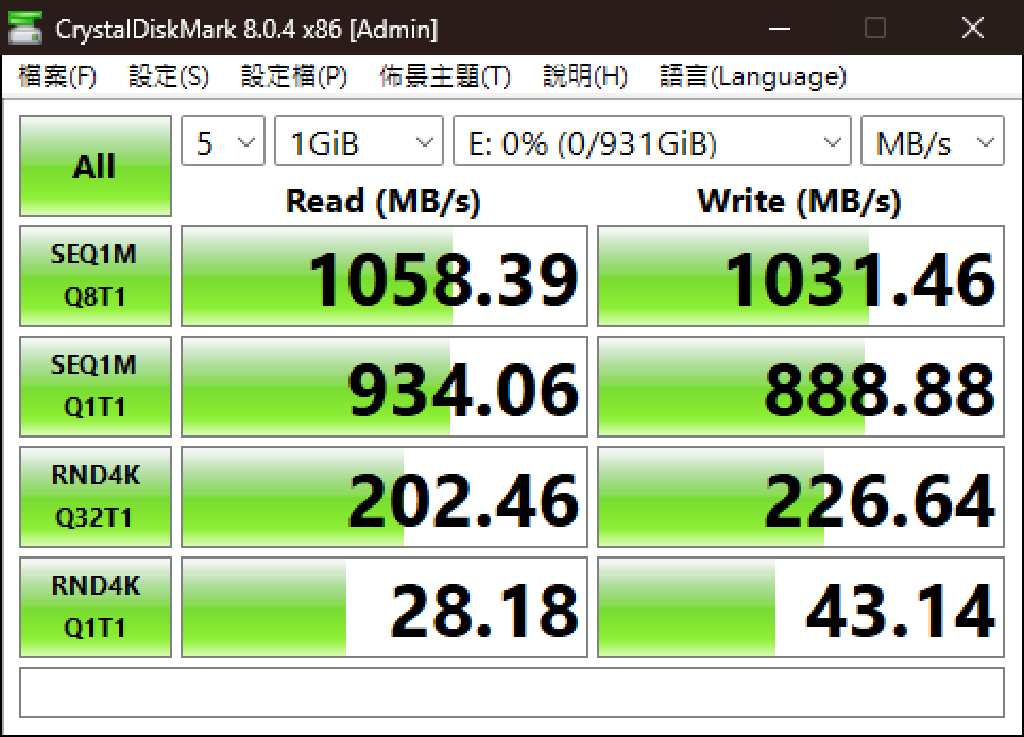 CrystalDiskMark 8.0.4 x86 [Admin]
檔案(F) 設定(S) 設定檔(P) 佈景主題(T) 說明(H) 語言(Language)
All 5 1GiB E: 0% (0/931GiB) MB/s
Read (MB/s) Write (MB/s)
SEQ1M
Q8T1 1058.39 1031.46
SEQ1M
Q1T1 934.06 888.88
RND4K
Q32T1 202.46 226.64
RND4K
Q1T1 28.18 43.14